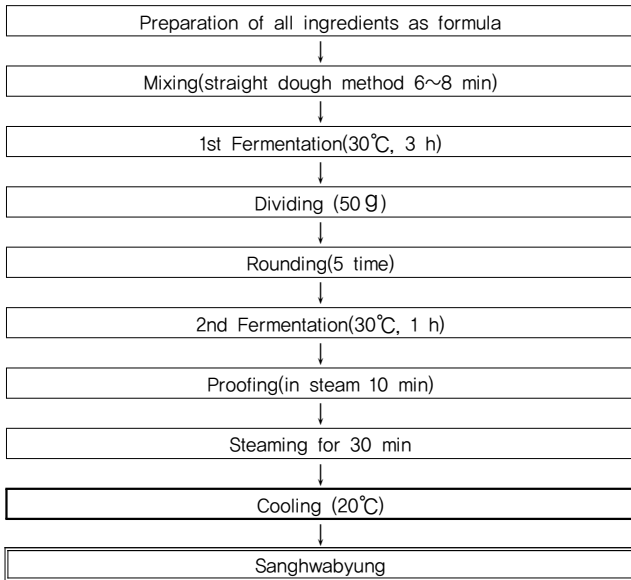 Preparation of all ingredients as formula
Mixing(straight dough method 6～8 min)
1st Fermentation(30℃, 3 h)
Dividing (50ｇ)
Rounding(5 time)
2nd Fermentation(30℃, 1 h)
Proofing(in steam 10 min)
Steaming for 30 min
Cooling (20℃)
Sanghwabyung